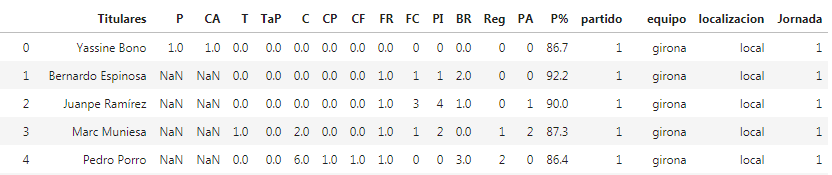 Titulares P CA T TaP C CP CF FR FC PI BR Reg PA P% partido equipo localizacion Jornada
0 Yassine Bono 1.0 1.0 0.0 0.0 0.0 0.0 0.0 0.0 0 0 0.0 0 0 86.7 1 girona local 1
1 Bernardo Espinosa NaN NaN 0.0 0.0 0.0 0.0 0.0 1.0 1 1 2.0 0 0 92.2 1 girona local 1
2 Juanpe Ramírez NaN NaN 0.0 0.0 0.0 0.0 0.0 1.0 3 4 1.0 0 1 90.0 1 girona local 1
3 Marc Muniesa NaN NaN 1.0 0.0 2.0 0.0 0.0 1.0 1 2 0.0 1 2 87.3 1 girona local 1
4 Pedro Porro NaN NaN 0.0 0.0 6.0 1.0 1.0 1.0 0 0 3.0 2 0 86.4 1 girona local 1